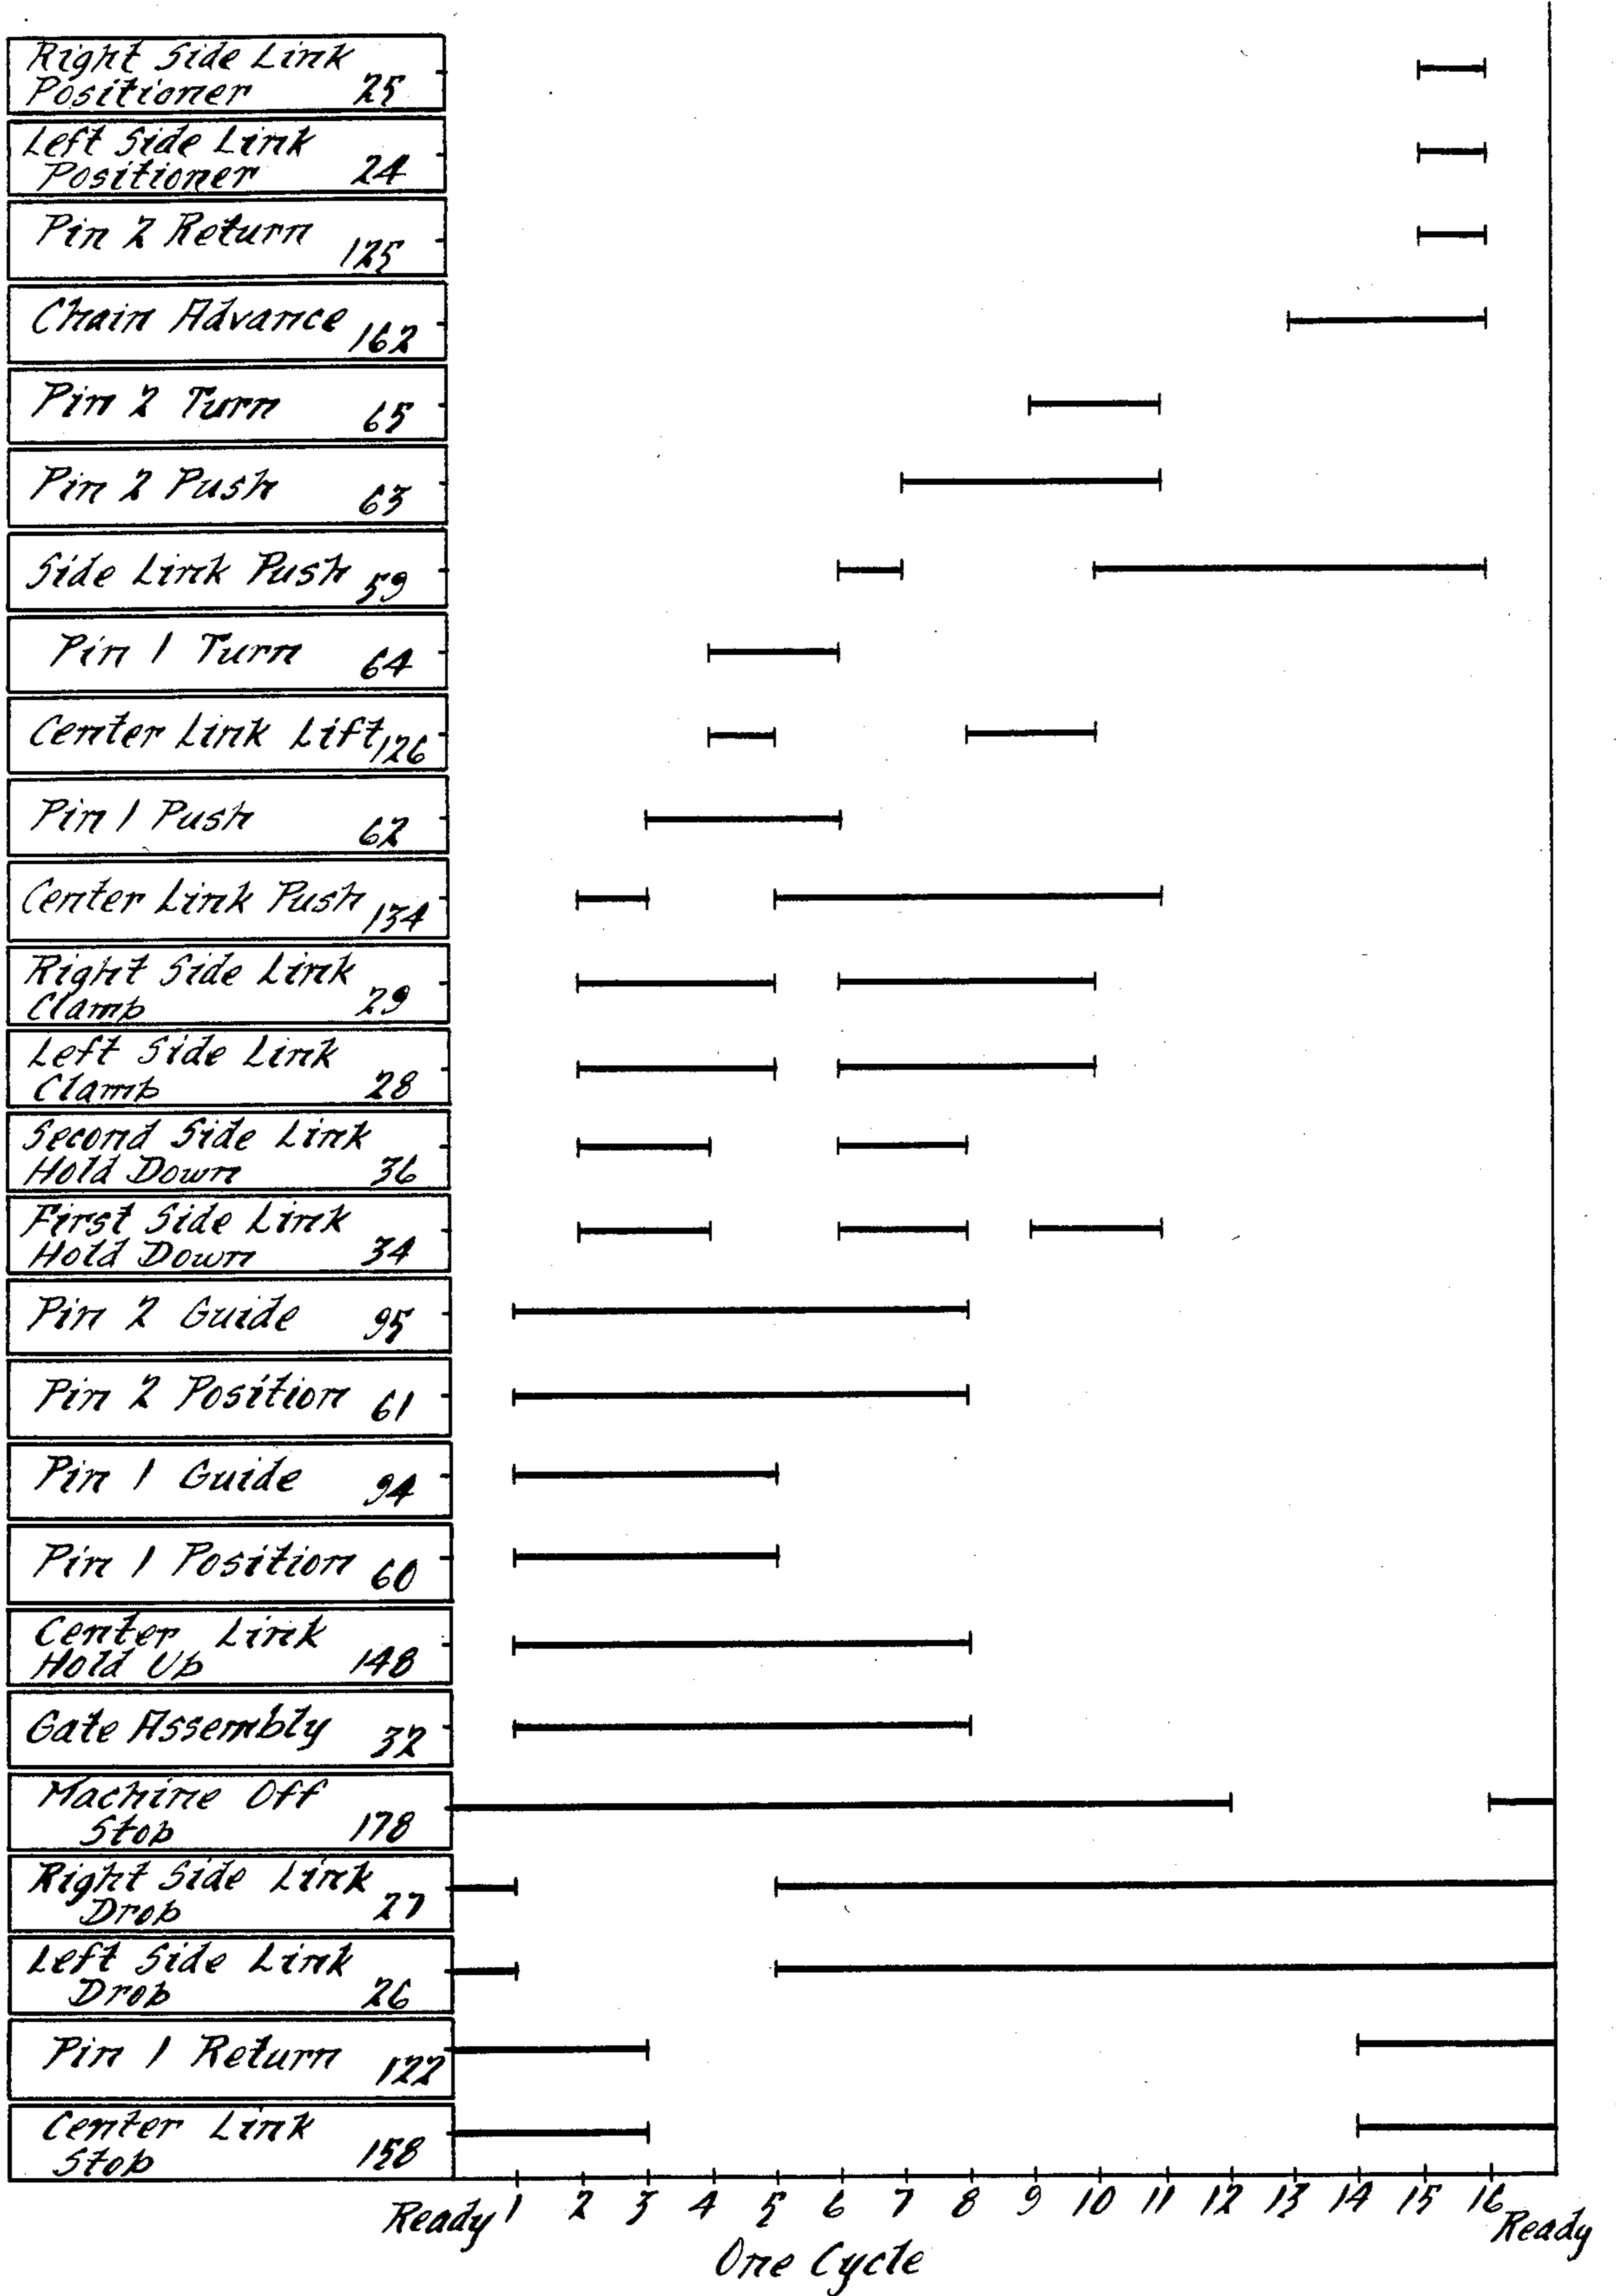 Right Side Link
Positioner 25
Left Side Link
Positioner 24
Pin 2 Return 125
Chain Advance 162
Pin 2 Turn 65
Pin 2 Push 63
Side Link Push 59
Pin 1 Turn 64
Center Link Lift 126
Pin 1 Push 62
Center Link Push 134
Right Side Link
Clamp 29
Left Side Link
Clamp 28
Second Side Link
Hold Down 36
First Side Link
Hold Down 34
Pin 2 Guide 95
Pin 2 Position 61
Pin 1 Guide 94
Pin 1 Position 60
Center Link
Hold Up 148
Gate Assembly 32
Machine Off
Stop 178
Right Side Link
Drop 27
Left Side Link
Drop 26
Pin 1 Return 122
Center Link
Stop 158
Ready 1 2 3 4 5 6 7 8 9 10 11 12 13 14 15 16 Ready
One Cycle